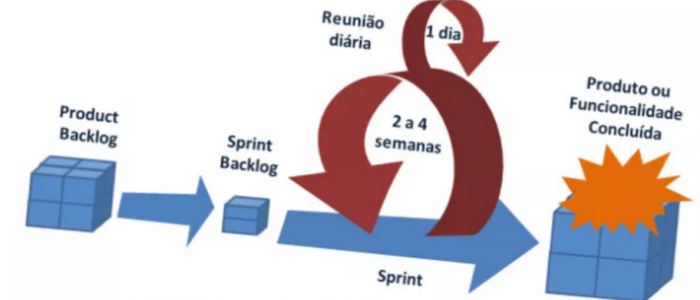 Product
Backlog
Sprint
Backlog
Reunião
diária
1 dia
2 a 4
semanas
Sprint
Produto ou
Funcionalidade
Concluída